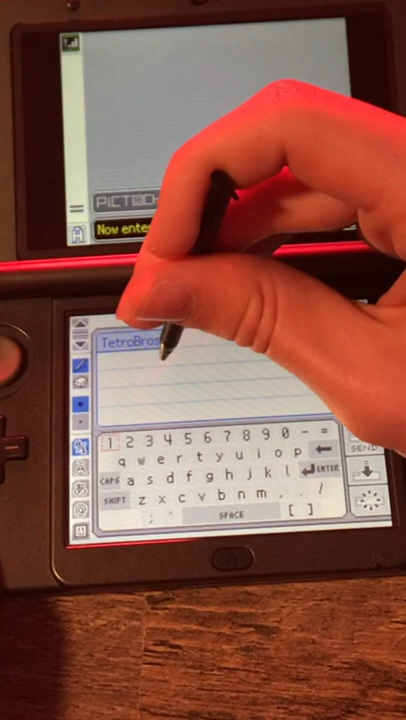 PICTOCH
Now ente
TetroBros
1 2 3 4 5 6 7 8 9 0 - =
q w e r t y u i o p
CAPS a s d f g h j k l ENTER
SHIFT z x c v b n m , . /
; ' SPACE [ ]
SEND